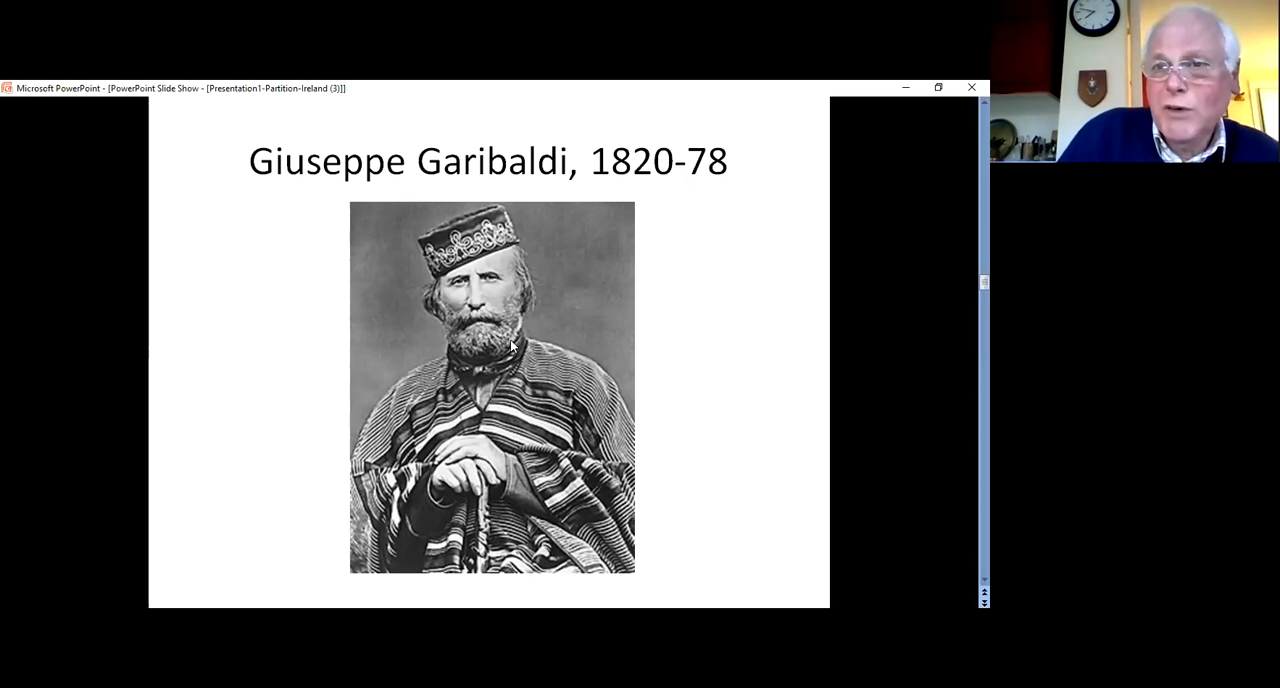 Microsoft PowerPoint - [PowerPoint Slide Show - [Presentation1-Partition-Ireland (3)]]
Giuseppe Garibaldi, 1820-78